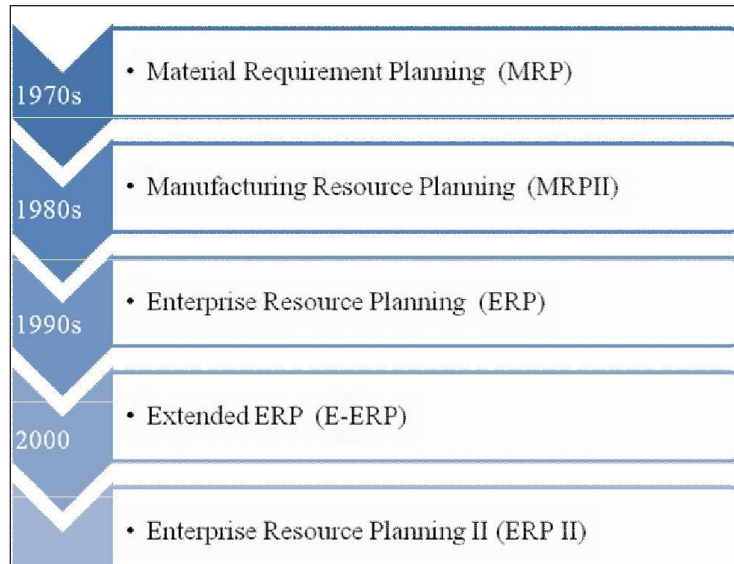 1970s
• Material Requirement Planning (MRP)
1980s
• Manufacturing Resource Planning (MRPII)
1990s
• Enterprise Resource Planning (ERP)
2000
• Extended ERP (E-ERP)
• Enterprise Resource Planning II (ERP II)